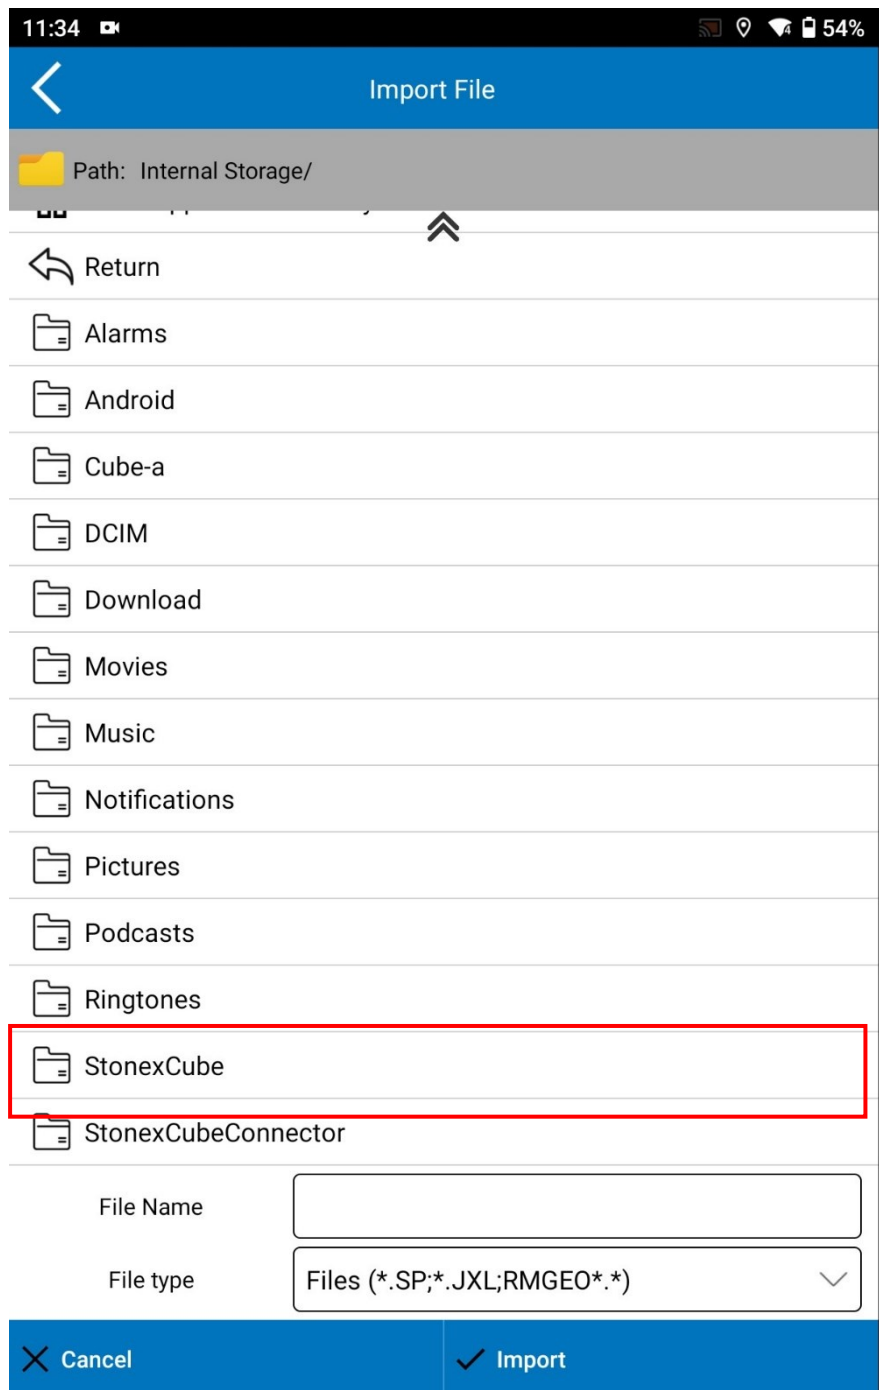 11:34 54%
Import File
Path: Internal Storage/
Return
Alarms
Android
Cube-a
DCIM
Download
Movies
Music
Notifications
Pictures
Podcasts
Ringtones
StonexCube
StonexCubeConnector
File Name
File type Files (*.SP;*.JXL;RMGEO*.*)
Cancel Import